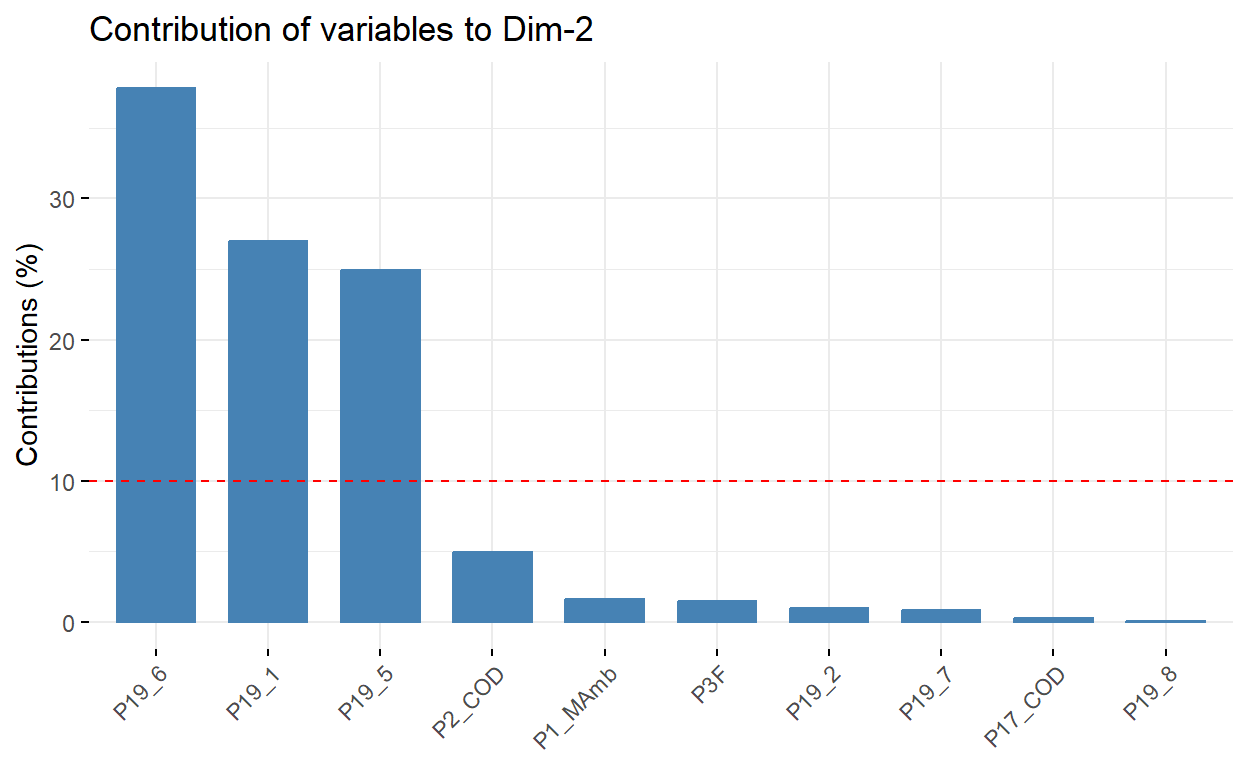 Contribution of variables to Dim-2
Contributions (%)
30
20
10
0
P19_6
P19_1
P19_5
P2_COD
P1_MAmb
P3F
P19_2
P19_7
P17_COD
P19_8